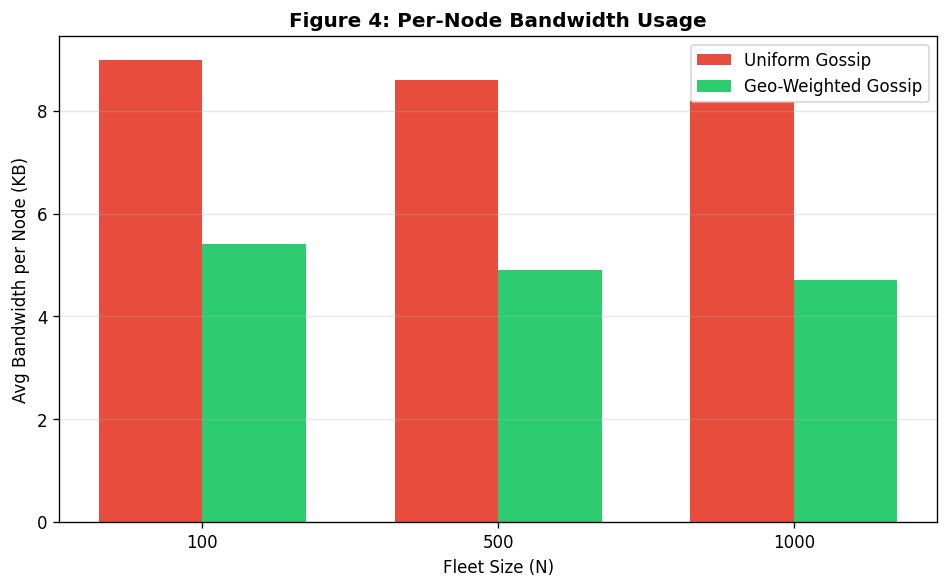 Figure 4: Per-Node Bandwidth Usage
Uniform Gossip
Geo-Weighted Gossip
Avg Bandwidth per Node (KB)
8
6
4
2
0
100
500
1000
Fleet Size (N)